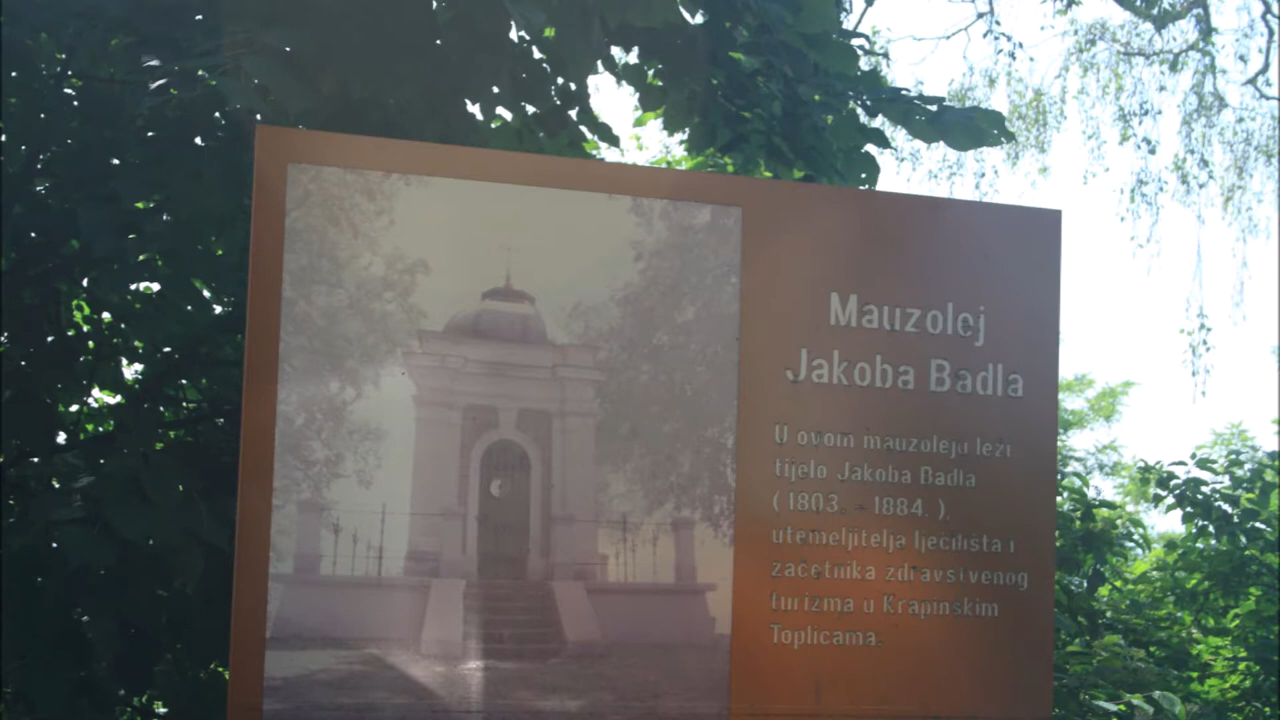 Mauzolej
Jakoba Badla
U ovom mauzoleju leži
tijelo Jakoba Badla
( 1803. - 1884. ),
utemeljitelja lječilišta i
začetnika zdravstvenog
turizma u Krapinskim
Toplicama.